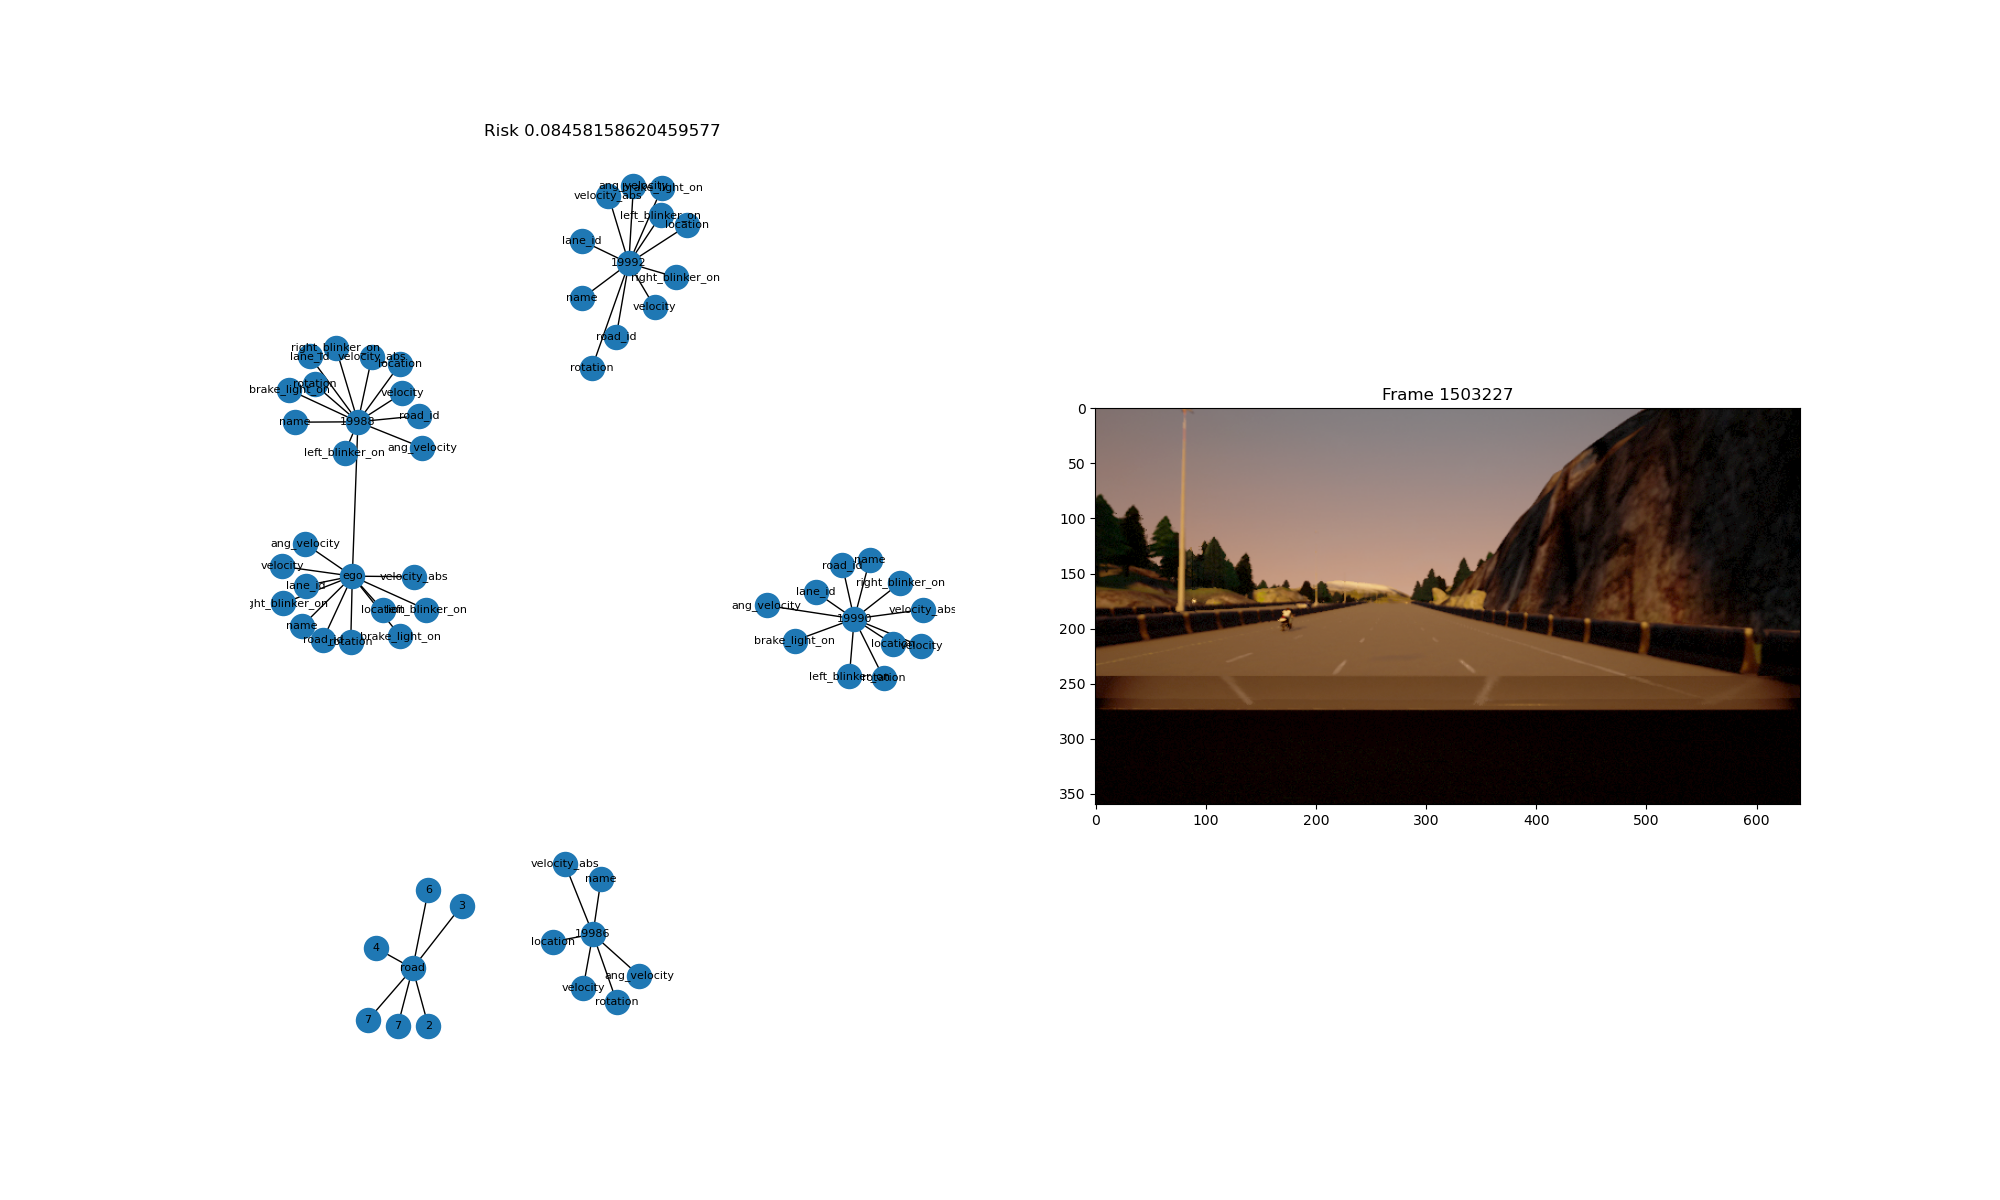 Risk 0.08458158620459577
ang_velocity
brake_light_on
velocity_abs
left_blinker_on
location
lane_id
19992
right_blinker_on
name
velocity
road_id
rotation
right_blinker_on
lane_id
velocity_abs
location
rotation
brake_light_on
velocity
road_id
name
19988
ang_velocity
left_blinker_on
ang_velocity
velocity
ego
velocity_abs
lane_id
ght_blinker_on
location
left_blinker_on
name
road_id
rotation
brake_light_on
name
road_id
right_blinker_on
lane_id
ang_velocity
velocity_abs
19990
brake_light_on
location
velocity
left_blinker_on
rotation
6
3
4
road
7
7
2
velocity_abs
name
19986
location
ang_velocity
velocity
rotation
Frame 1503227
0
50
100
150
200
250
300
350
0
100
200
300
400
500
600